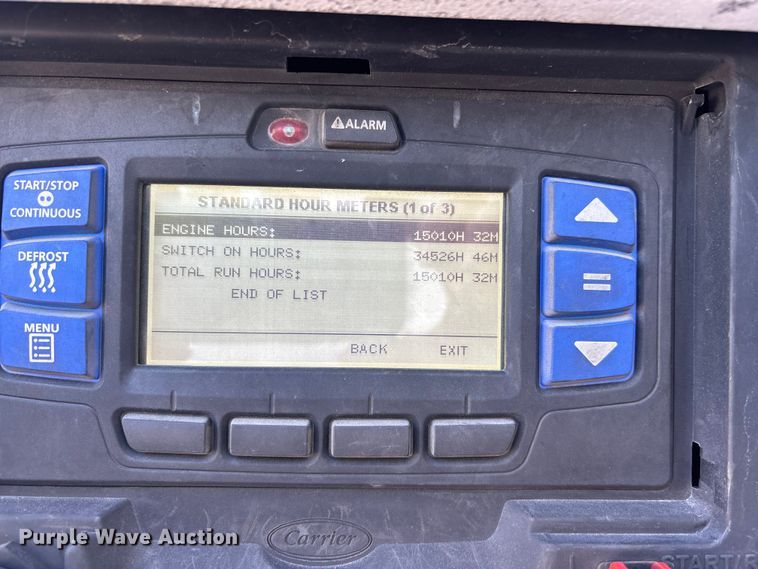 ALARM
START/STOP
CONTINUOUS
DEFROST
MENU
STANDARD HOUR METERS (1 of 3)
ENGINE HOURS: 15010H 32M
SWITCH ON HOURS: 34526H 46M
TOTAL RUN HOURS: 15010H 32M
END OF LIST
BACK EXIT
Carrier
START/R
Purple Wave Auction